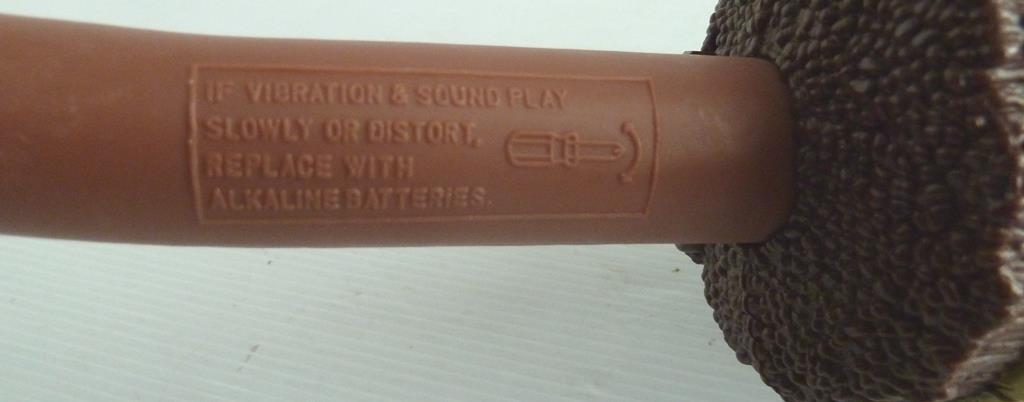 IF VIBRATION & SOUND PLAY
SLOWLY OR DISTORT,
REPLACE WITH
ALKALINE BATTERIES.